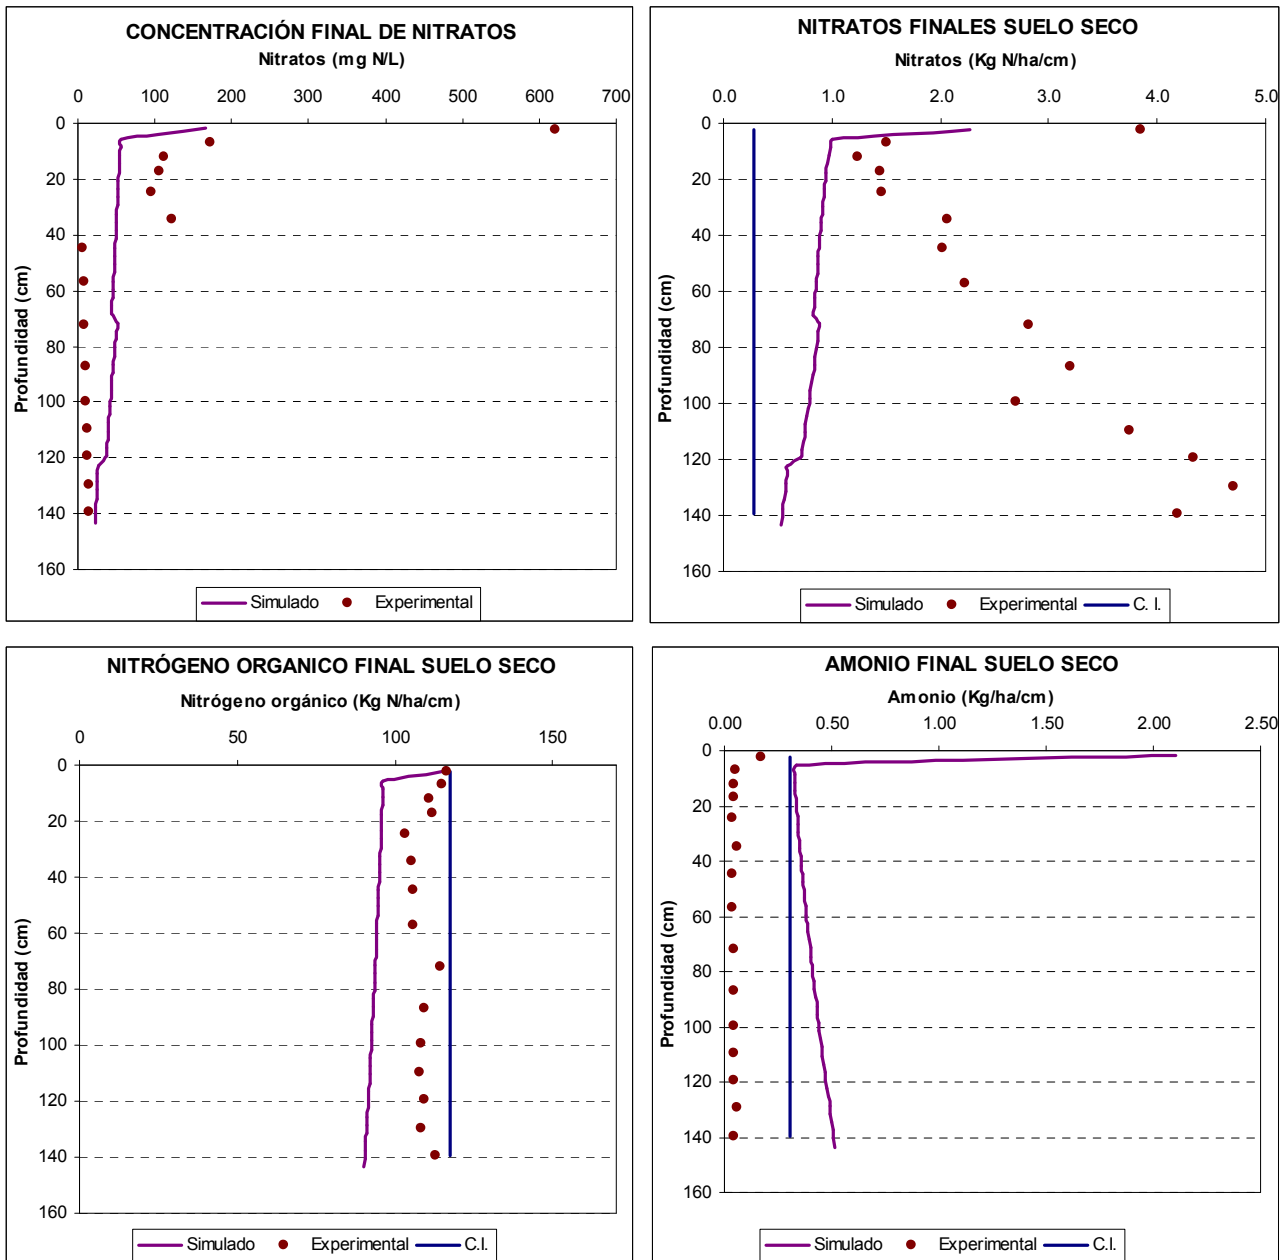 CONCENTRACIÓN FINAL DE NITRATOS
Nitratos (mg N/L)
0 100 200 300 400 500 600 700
0
20
40
60
80
100
120
140
160
Profundidad (cm)
Simulado Experimental
NITRATOS FINALES SUELO SECO
Nitratos (Kg N/ha/cm)
0.0 1.0 2.0 3.0 4.0 5.0
0
20
40
60
80
100
120
140
160
Profundidad (cm)
Simulado Experimental C. I.
NITRÓGENO ORGANICO FINAL SUELO SECO
Nitrógeno orgánico (Kg N/ha/cm)
0 50 100 150
0
20
40
60
80
100
120
140
160
Profundidad (cm)
Simulado Experimental C.I.
AMONIO FINAL SUELO SECO
Amonio (Kg/ha/cm)
0.00 0.50 1.00 1.50 2.00 2.50
0
20
40
60
80
100
120
140
160
Profundidad (cm)
Simulado Experimental C.I.